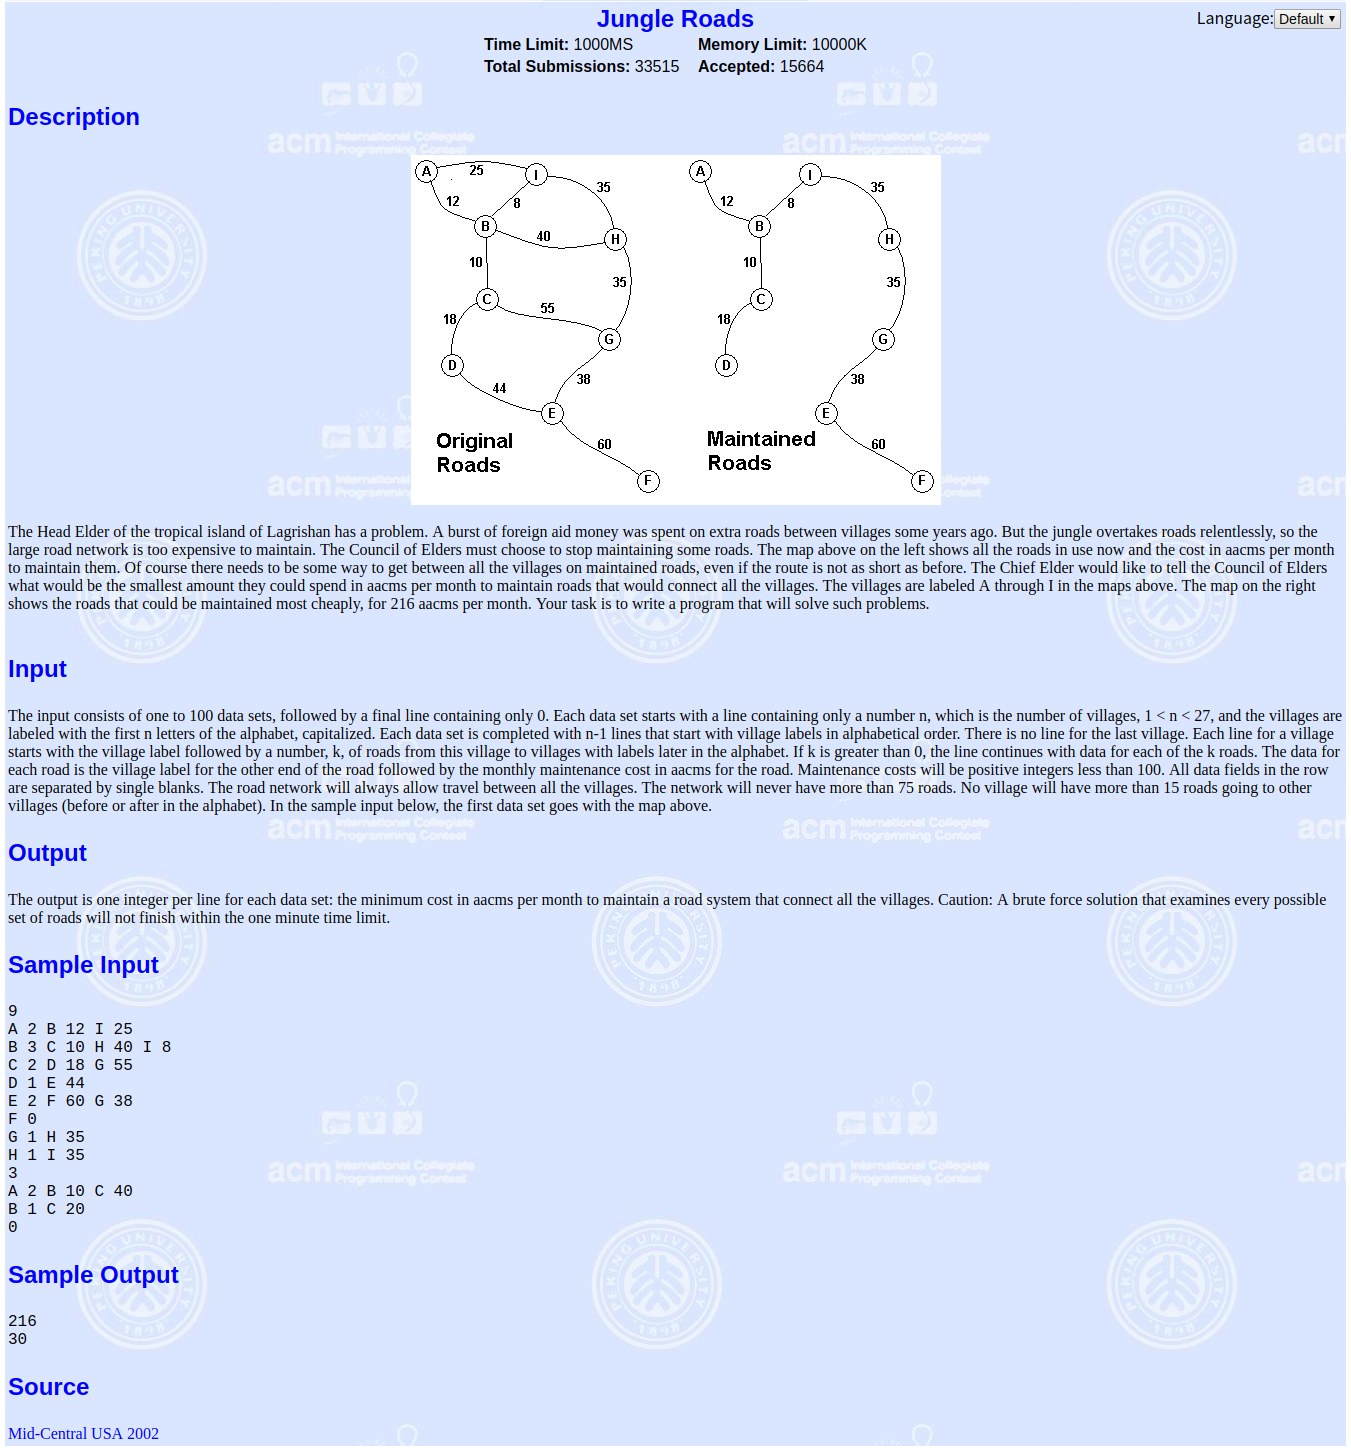 Jungle Roads
Language: Default
Time Limit: 1000MS Memory Limit: 10000K
Total Submissions: 33515 Accepted: 15664
Description
A 25 I 35
12 8
B 40 H
10 35
C 55
18 G
D 38
44 E
60
F
Original
Roads
A I 35
12 8
B H
10 35
C
18 G
D 38
E
60
F
Maintained
Roads
The Head Elder of the tropical island of Lagrishan has a problem. A burst of foreign aid money was spent on extra roads between villages some years ago. But the jungle overtakes roads relentlessly, so the
large road network is too expensive to maintain. The Council of Elders must choose to stop maintaining some roads. The map above on the left shows all the roads in use now and the cost in aacms per month
to maintain them. Of course there needs to be some way to get between all the villages on maintained roads, even if the route is not as short as before. The Chief Elder would like to tell the Council of Elders
what would be the smallest amount they could spend in aacms per month to maintain roads that would connect all the villages. The villages are labeled A through I in the maps above. The map on the right
shows the roads that could be maintained most cheaply, for 216 aacms per month. Your task is to write a program that will solve such problems.
Input
The input consists of one to 100 data sets, followed by a final line containing only 0. Each data set starts with a line containing only a number n, which is the number of villages, 1 < n < 27, and the villages are
labeled with the first n letters of the alphabet, capitalized. Each data set is completed with n-1 lines that start with village labels in alphabetical order. There is no line for the last village. Each line for a village
starts with the village label followed by a number, k, of roads from this village to villages with labels later in the alphabet. If k is greater than 0, the line continues with data for each of the k roads. The data for
each road is the village label for the other end of the road followed by the monthly maintenance cost in aacms for the road. Maintenance costs will be positive integers less than 100. All data fields in the row
are separated by single blanks. The road network will always allow travel between all the villages. The network will never have more than 75 roads. No village will have more than 15 roads going to other
villages (before or after in the alphabet). In the sample input below, the first data set goes with the map above.
Output
The output is one integer per line for each data set: the minimum cost in aacms per month to maintain a road system that connect all the villages. Caution: A brute force solution that examines every possible
set of roads will not finish within the one minute time limit.
Sample Input
9
A 2 B 12 I 25
B 3 C 10 H 40 I 8
C 2 D 18 G 55
D 1 E 44
E 2 F 60 G 38
F 0
G 1 H 35
H 1 I 35
3
A 2 B 10 C 40
B 1 C 20
0
Sample Output
216
30
Source
Mid-Central USA 2002